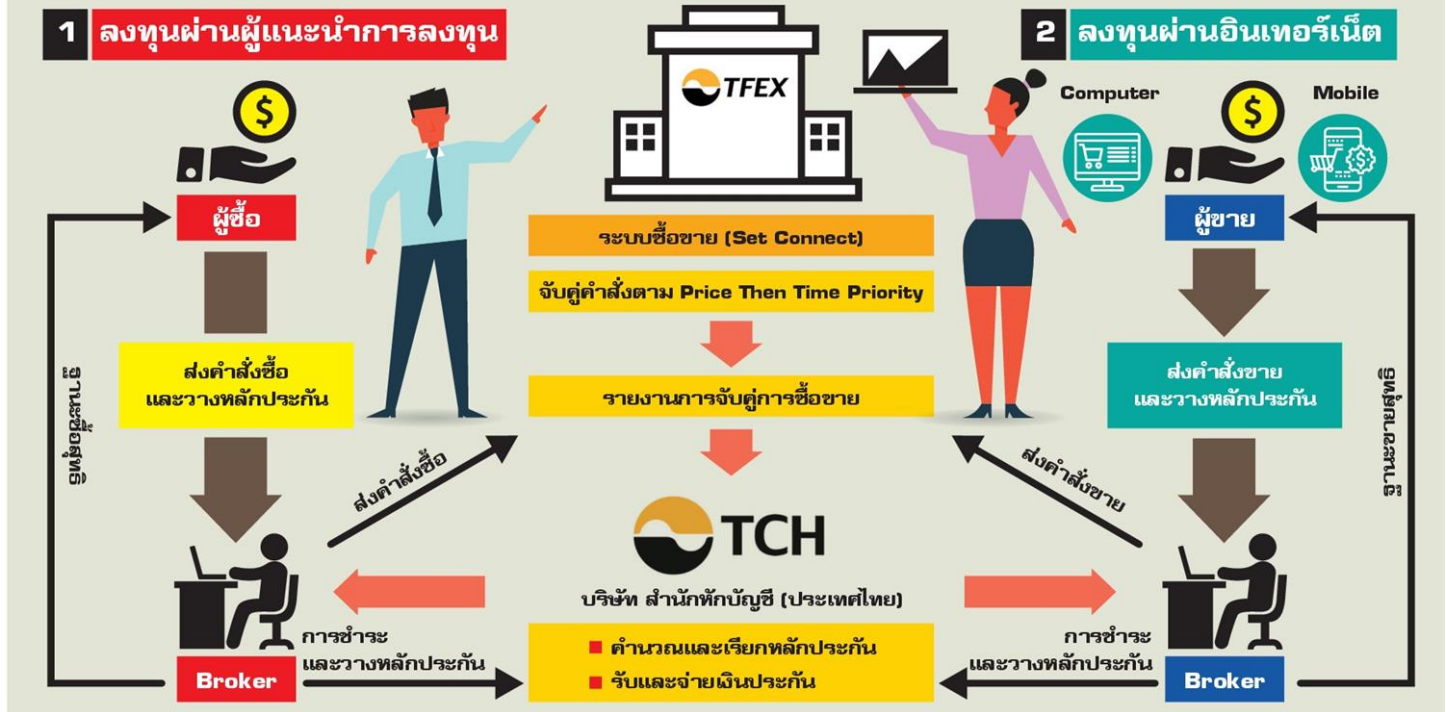 1 ลงทุนผ่านผู้แนะนำการลงทุน
TFEX
2 ลงทุนผ่านอินเทอร์เน็ต
Computer
Mobile
$
$
$
ผู้ซื้อ
ผู้ขาย
ระบบซื้อขาย (Set Connect)
จับคู่คำสั่งตาม Price Then Time Priority
ส่งคำสั่งซื้อ
และวางหลักประกัน
รายงานการจับคู่การซื้อขาย
ส่งคำสั่งขาย
และวางหลักประกัน
ฐานะซื้อสุทธิ
ฐานะขายสุทธิ
ส่งคำสั่งซื้อ
ส่งคำสั่งขาย
TCH
บริษัท สำนักหักบัญชี (ประเทศไทย)
การชำระ
และวางหลักประกัน
คำนวณและเรียกหลักประกัน
รับและจ่ายเงินประกัน
การชำระ
และวางหลักประกัน
Broker
Broker